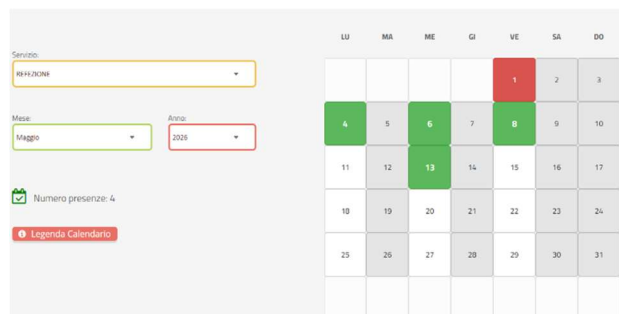 LU MA ME GI VE SA DO
Servizio:
REFEZIONE
1 2 3
Mese: Anno:
Maggio 2026
4 5 6 7 8 9 10
11 12 13 14 15 16 17
Numero presenze: 4
18 19 20 21 22 23 24
Legenda Calendario
25 26 27 28 29 30 31